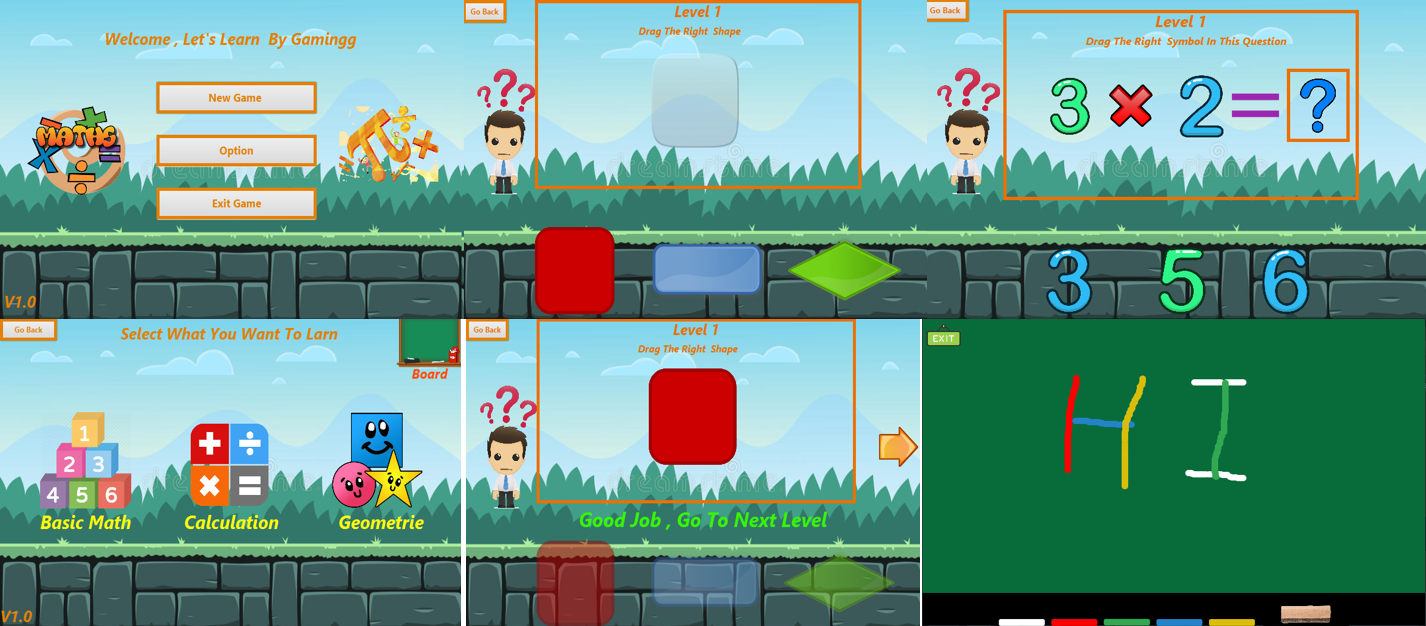 Welcome , Let's Learn By Gamingg
New Game
MATHS
Option
Exit Game
V1.0
Go Back
Level 1
Drag The Right Shape
???
dreamstime
Go Back
Level 1
Drag The Right Symbol In This Question
???
3 × 2 = ?
dreamstime
3 5 6
Go Back
Select What You Want To Larn
Board
1
2 3
4 5 6
+ ÷
× =
Basic Math
Calculation
Geometrie
V1.0
Go Back
Level 1
Drag The Right Shape
???
dreamstime
Good Job , Go To Next Level
EXIT
H I